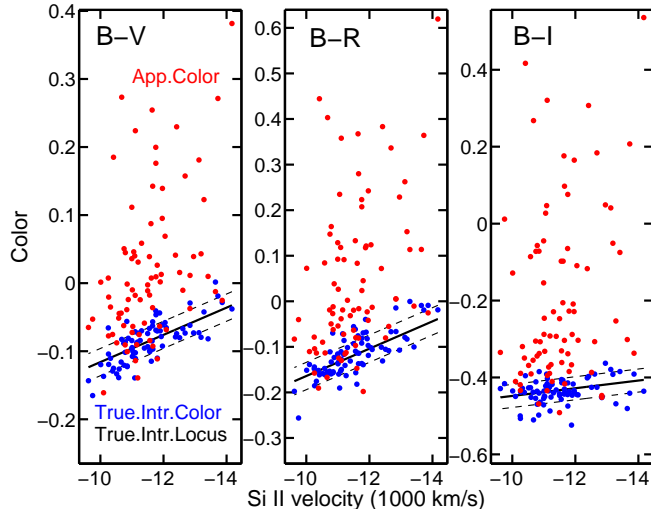 B−V
B−R
B−I
App.Color
True.Intr.Color
True.Intr.Locus
Color
0.4
0.3
0.2
0.1
0
−0.1
−0.2
0.6
0.5
0.4
0.3
0.2
0.1
0
−0.1
−0.2
−0.3
0.4
0.2
0
−0.2
−0.4
−0.6
−10 −12 −14
−10 −12 −14
−10 −12 −14
Si II velocity (1000 km/s)